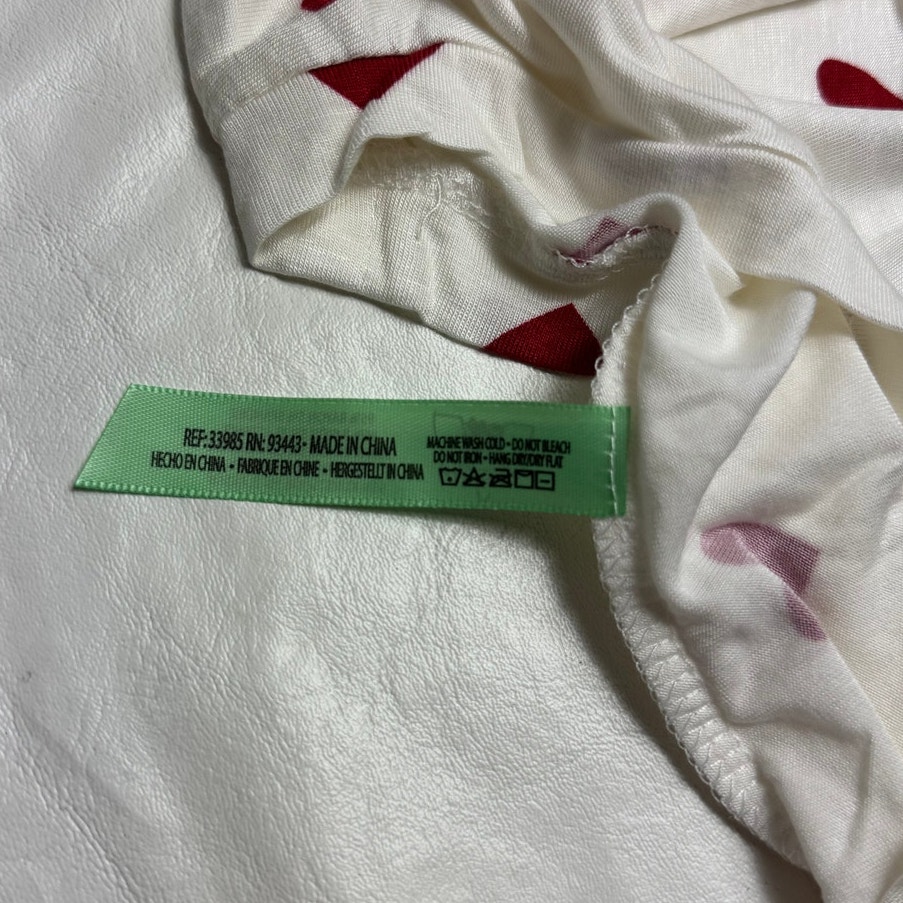 REF: 33985 RN: 93443 • MADE IN CHINA
HECHO EN CHINA • FABRIQUE EN CHINE • HERGESTELLT IN CHINA
MACHINE WASH COLD • DO NOT BLEACH
DO NOT IRON • HANG DRY/DRY FLAT